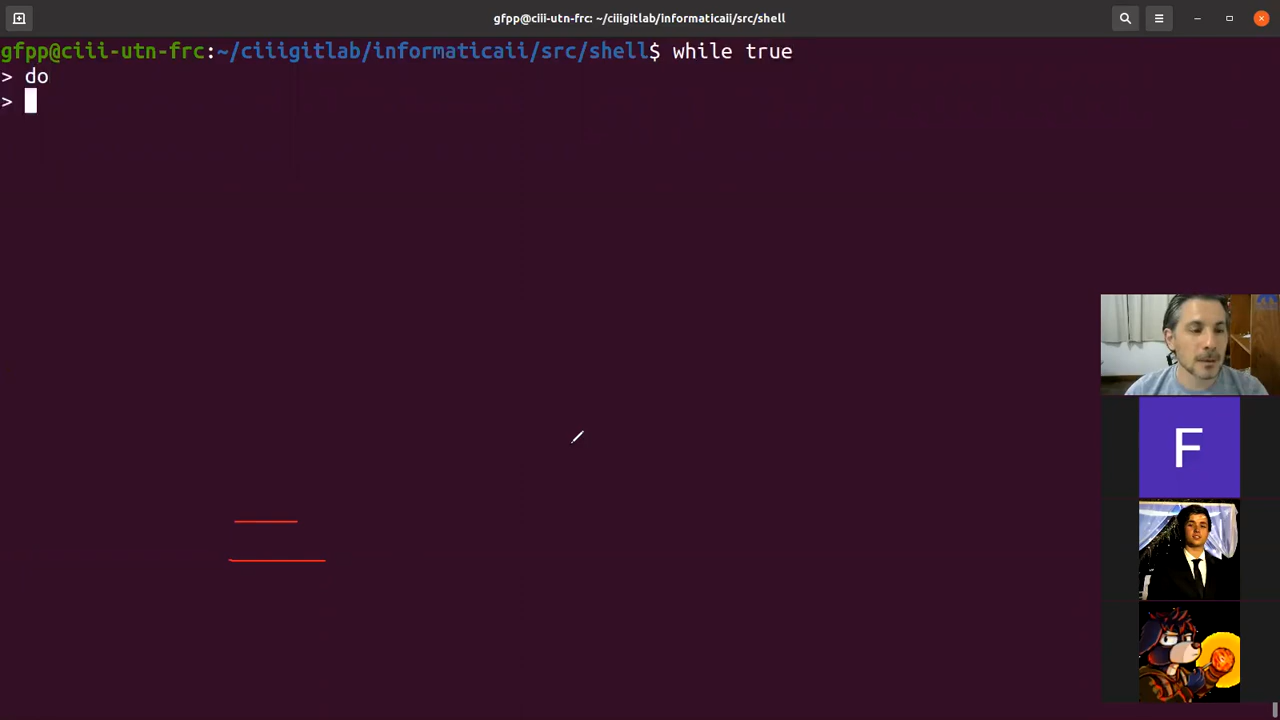 gfpp@ciii-utn-frc: ~/ciiigitlab/informaticaii/src/shell
gfpp@ciii-utn-frc:~/ciiigitlab/informaticaii/src/shell$ while true
> do
>
F